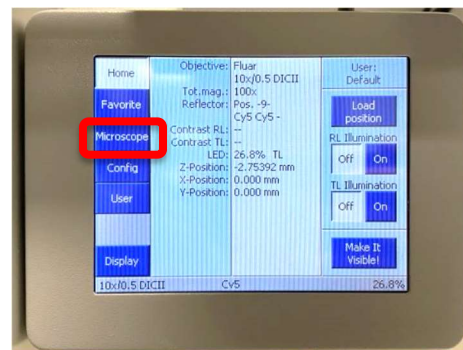 Home
Favorite
Microscope
Config
User
Display
Objective: Fluar
10x/0.5 DICII
Tot.mag.: 100x
Reflector: Pos. -9-
Cy5 Cy5 -
Contrast RL: --
Contrast TL: --
LED: 26.8% TL
Z-Position: -2.75392 mm
X-Position: 0.000 mm
Y-Position: 0.000 mm
User:
Default
Load
position
RL Illumination
Off On
TL Illumination
Off On
Make It
Visible!
10x/0.5 DICII Cy5 26.8%